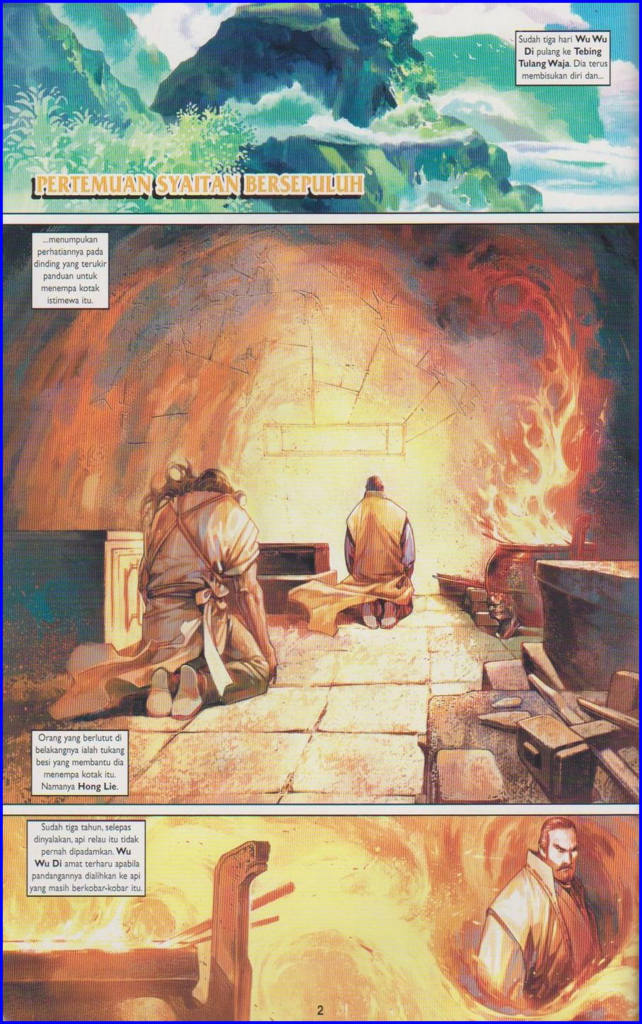 Sudah tiga hari Wu Wu
Di pulang ke Tebing
Tulang Waja. Dia terus
membisukan diri dan...
PERTEMUAN SYAITAN BERSEPULUH
...menumpukan
perhatiannya pada
dinding yang terukir
panduan untuk
menempa kotak
istimewa itu.
Orang yang berlutut di
belakangnya ialah tukang
besi yang membantu dia
menempa kotak itu.
Namanya Hong Lie.
Sudah tiga tahun, selepas
dinyalakan, api relau itu tidak
pernah dipadamkan. Wu
Wu Di amat terharu apabila
pandangannya dialihkan ke api
yang masih berkobar-kobar itu.
2